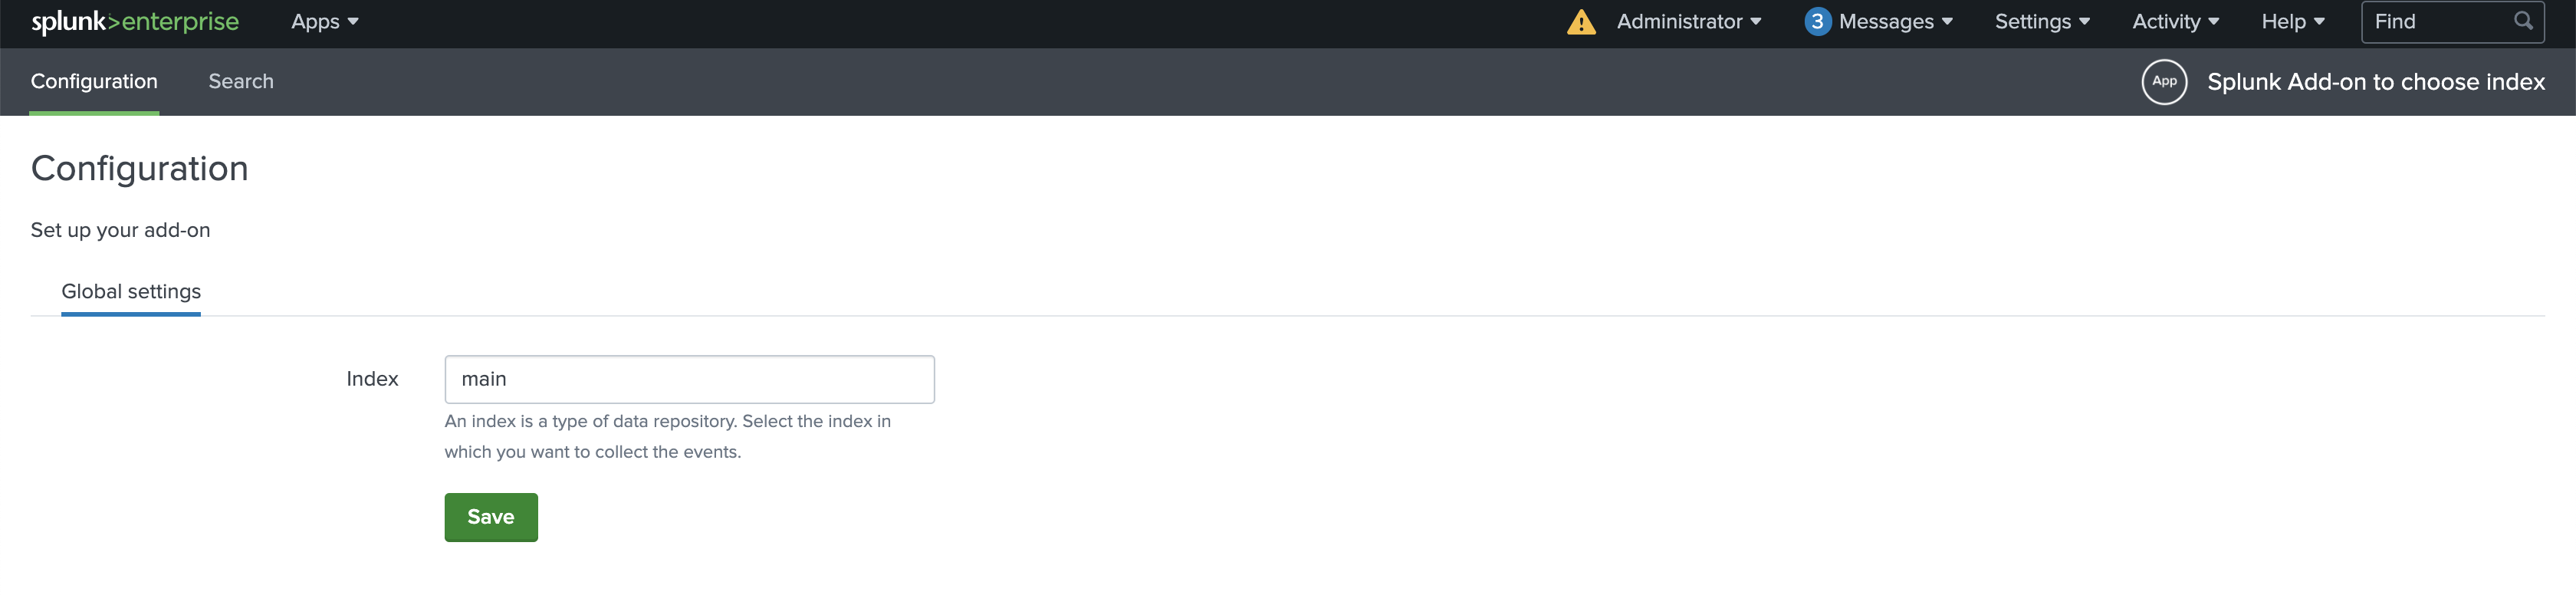 splunk>enterprise Apps Administrator 3 Messages Settings Activity Help Find
Configuration Search App Splunk Add-on to choose index
Configuration
Set up your add-on
Global settings
Index main
An index is a type of data repository. Select the index in
which you want to collect the events.
Save